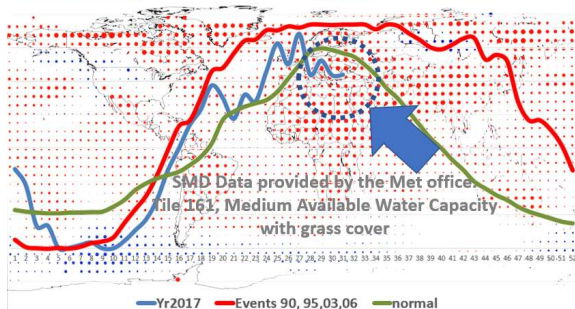 SMD Data provided by the Met office.
Tile 161, Medium Available Water Capacity
with grass cover
1 2 3 4 5 6 7 8 9 10 11 12 13 14 15 16 17 18 19 20 21 22 23 24 25 26 27 28 29 30 31 32 33 34 35 36 37 38 39 40 41 42 43 44 45 46 47 48 49 50 51 52
Yr2017 Events 90, 95,03,06 normal